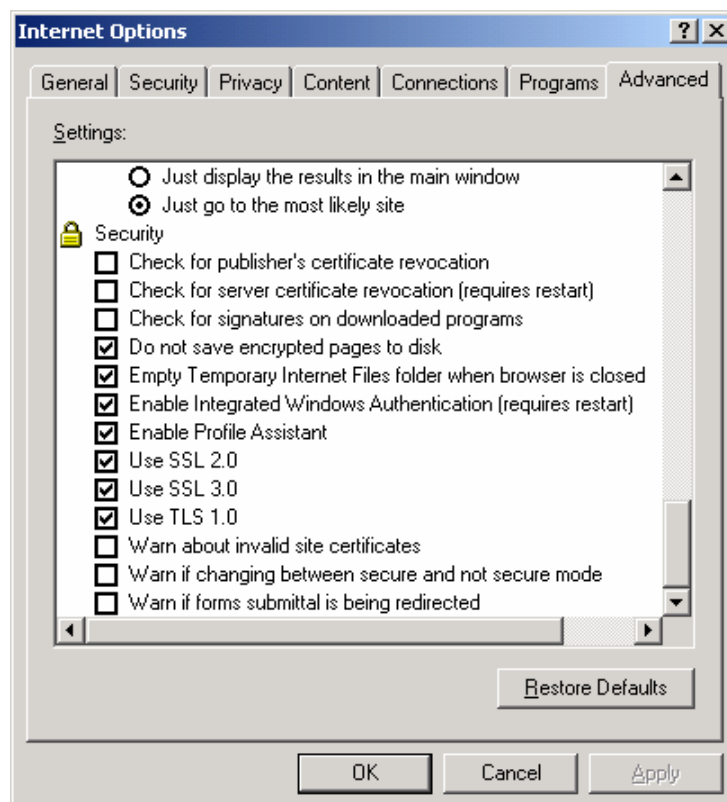 Internet Options
General Security Privacy Content Connections Programs Advanced
Settings:
Just display the results in the main window
Just go to the most likely site
Security
Check for publisher's certificate revocation
Check for server certificate revocation (requires restart)
Check for signatures on downloaded programs
Do not save encrypted pages to disk
Empty Temporary Internet Files folder when browser is closed
Enable Integrated Windows Authentication (requires restart)
Enable Profile Assistant
Use SSL 2.0
Use SSL 3.0
Use TLS 1.0
Warn about invalid site certificates
Warn if changing between secure and not secure mode
Warn if forms submittal is being redirected
Restore Defaults
OK Cancel Apply